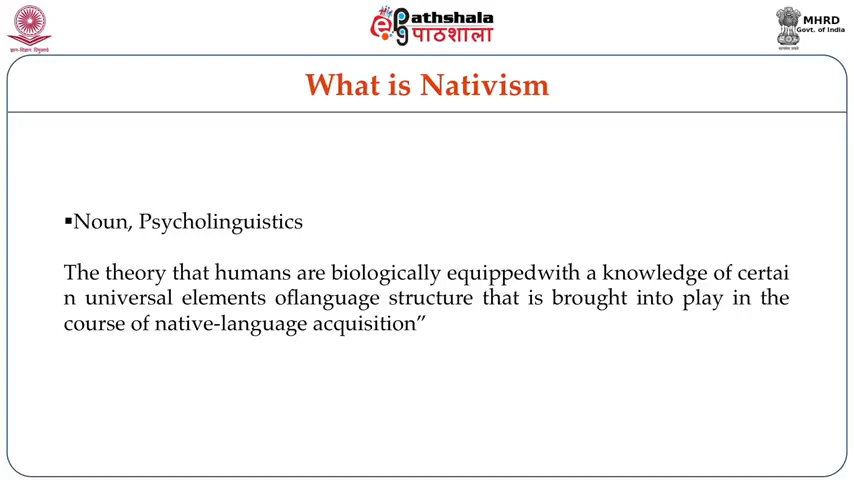 ePathshala
पाठशाला
MHRD
Govt. of India
What is Nativism
▪Noun, Psycholinguistics
The theory that humans are biologically equippedwith a knowledge of certai
n universal elements oflanguage structure that is brought into play in the
course of native-language acquisition”